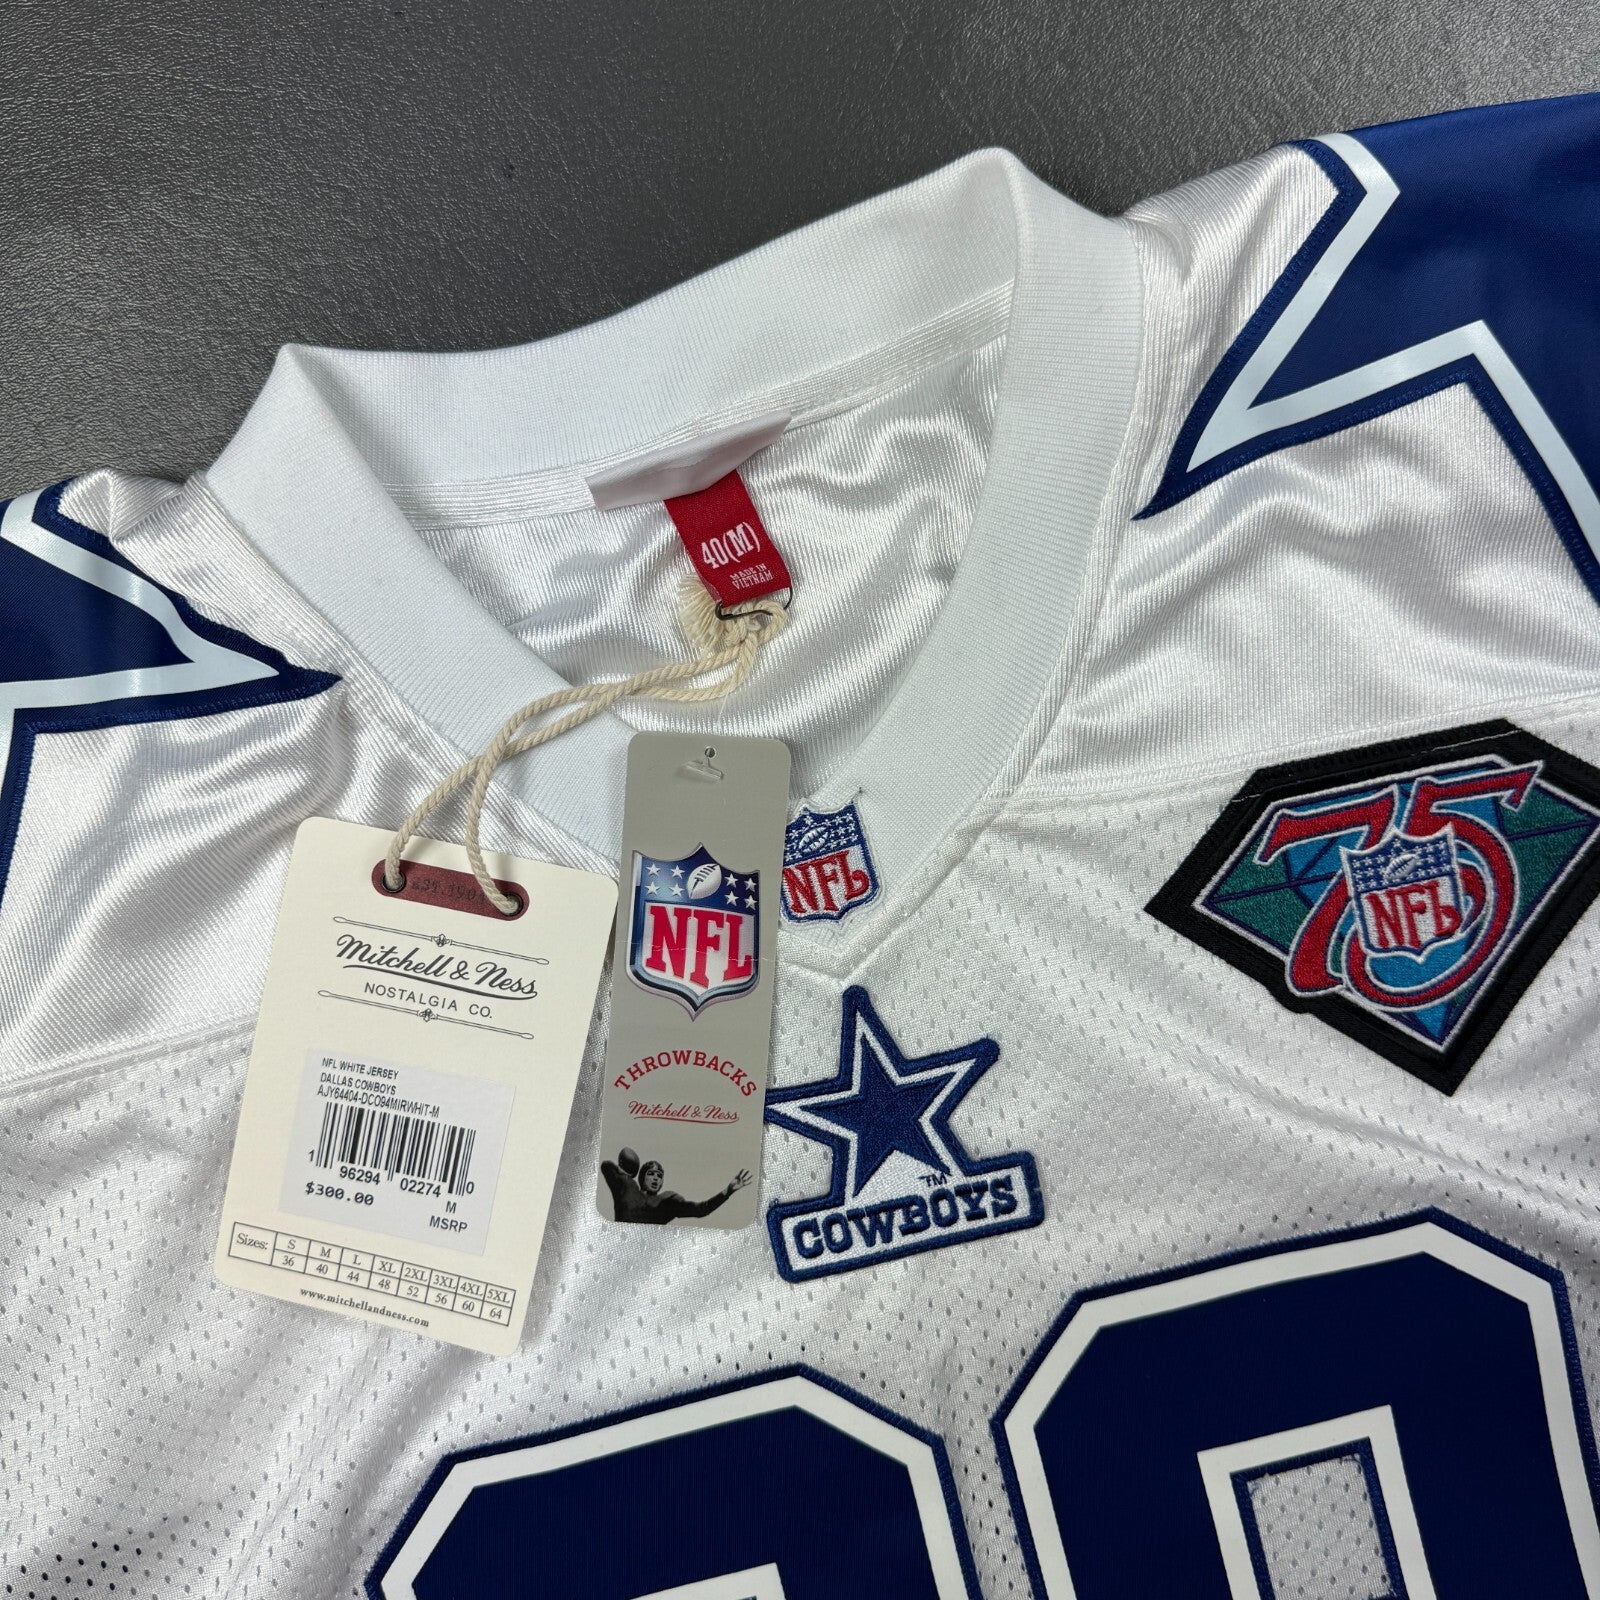 40(M)
MADE IN
VIETNAM
Mitchell & Ness
NOSTALGIA CO.
NFL WHITE JERSEY
DALLAS COWBOYS
AJY64404-DCO94MIRWHIT-M
1 96294 02274 0
$300.00
M
MSRP
Sizes: S M L XL 2XL 3XL 4XL 5XL
36 40 44 48 52 56 60 64
www.mitchellandness.com
NFL
THROWBACKS
Mitchell & Ness
NFL
75
NFL
TM
COWBOYS